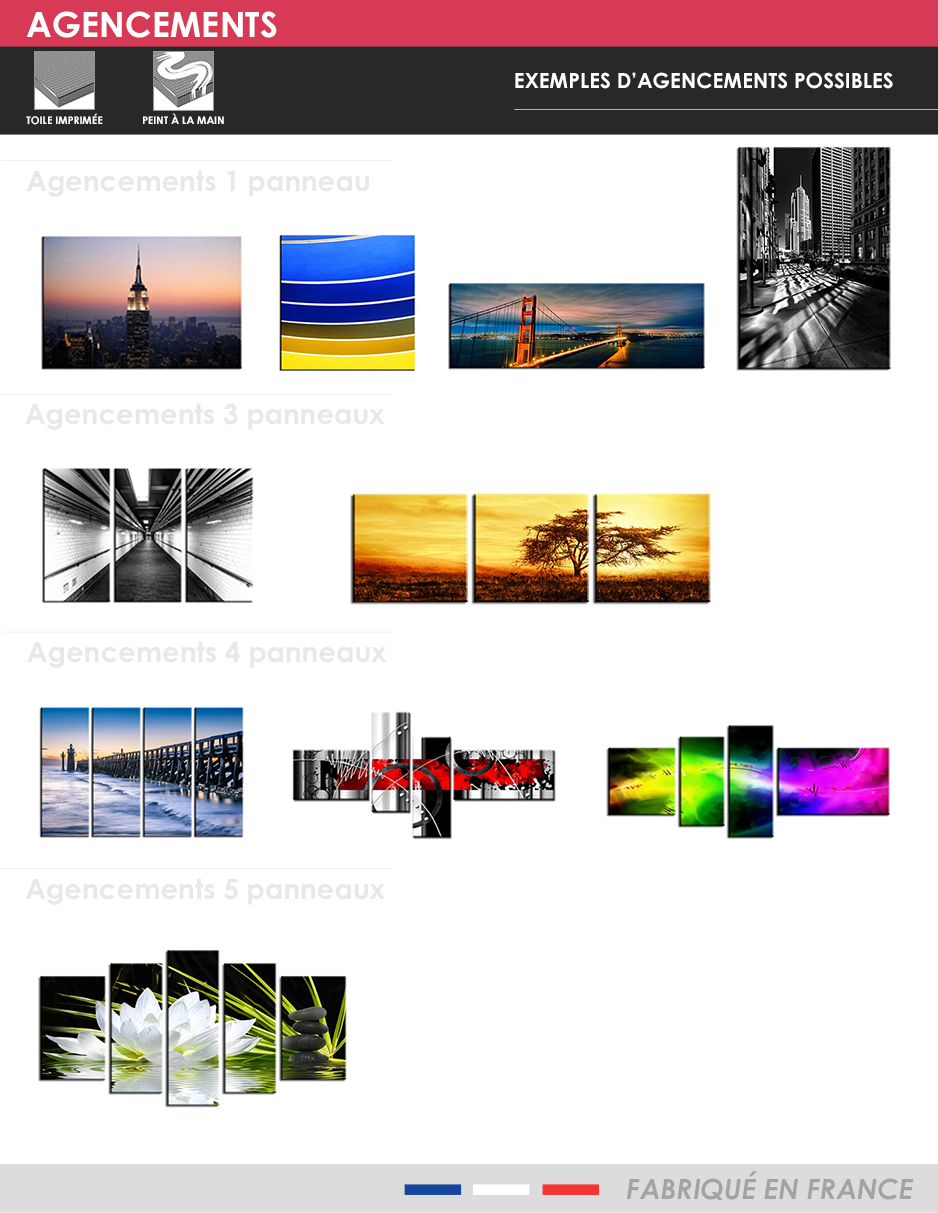 AGENCEMENTS
TOILE IMPRIMÉE
PEINT À LA MAIN
EXEMPLES D'AGENCEMENTS POSSIBLES
Agencements 1 panneau
Agencements 3 panneaux
Agencements 4 panneaux
Agencements 5 panneaux
FABRIQUÉ EN FRANCE